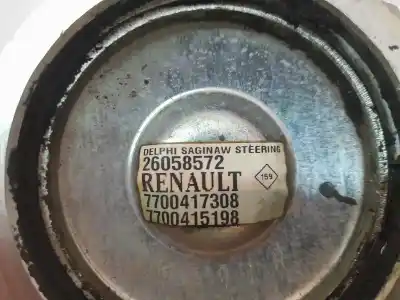 DELPHI SAGINAW STEERING
26058572
RENAULT
159
7700417308
7700415198